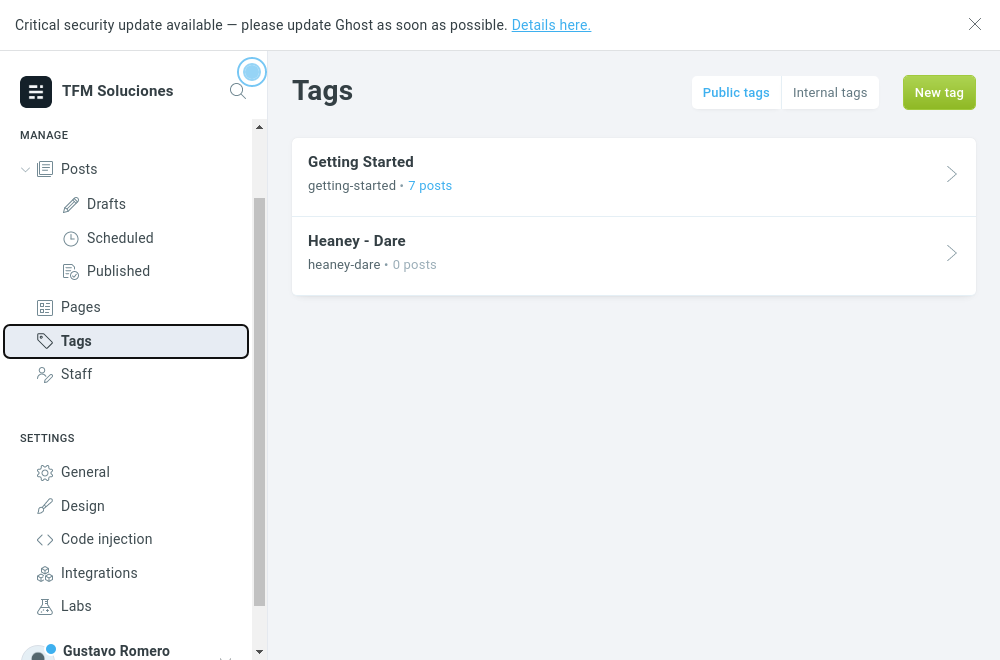 Critical security update available — please update Ghost as soon as possible. Details here.
TFM Soluciones
MANAGE
Posts
Drafts
Scheduled
Published
Pages
Tags
Staff
SETTINGS
General
Design
Code injection
Integrations
Labs
Gustavo Romero
Tags
Public tags
Internal tags
New tag
Getting Started
getting-started • 7 posts
Heaney - Dare
heaney-dare • 0 posts